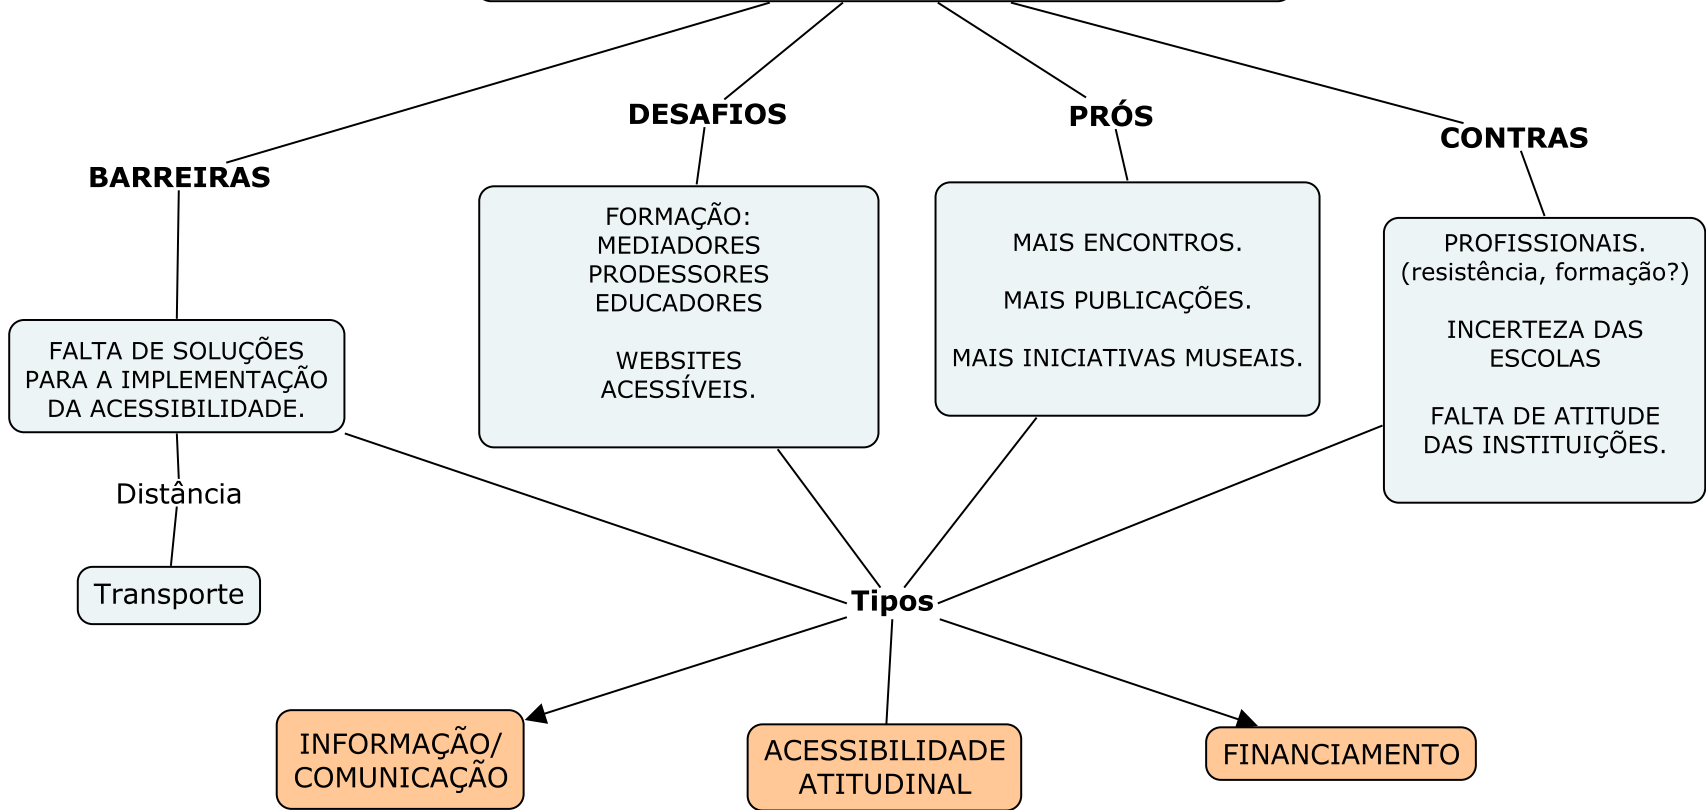 BARREIRAS
DESAFIOS
PRÓS
CONTRAS
FALTA DE SOLUÇÕES
PARA A IMPLEMENTAÇÃO
DA ACESSIBILIDADE.
Distância
Transporte
FORMAÇÃO:
MEDIADORES
PRODESSORES
EDUCADORES
WEBSITES
ACESSÍVEIS.
MAIS ENCONTROS.
MAIS PUBLICAÇÕES.
MAIS INICIATIVAS MUSEAIS.
PROFISSIONAIS.
(resistência, formação?)
INCERTEZA DAS
ESCOLAS
FALTA DE ATITUDE
DAS INSTITUIÇÕES.
Tipos
INFORMAÇÃO/
COMUNICAÇÃO
ACESSIBILIDADE
ATITUDINAL
FINANCIAMENTO